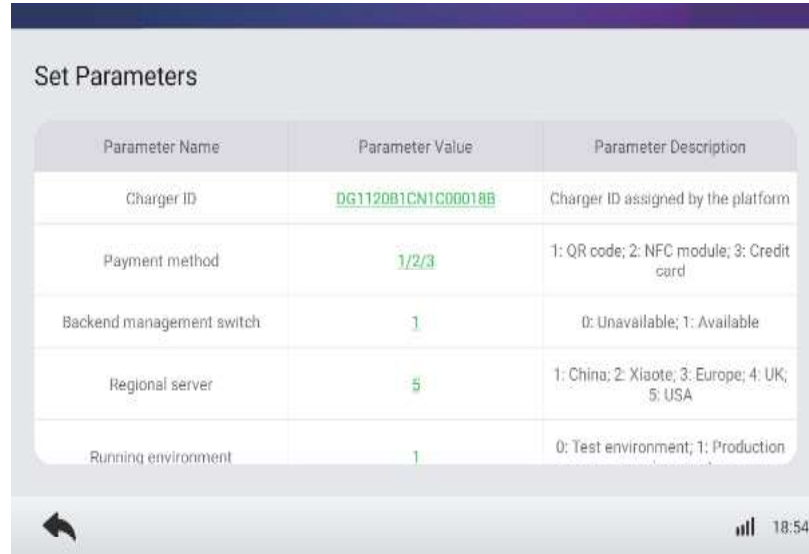 Set Parameters
Parameter Name Parameter Value Parameter Description
Charger ID DG1120B1CN1C00018B Charger ID assigned by the platform
Payment method 1/2/3 1: QR code; 2: NFC module; 3: Credit
card
Backend management switch 1 0: Unavailable; 1: Available
Regional server 5 1: China; 2: Xiaote; 3: Europe; 4: UK;
5: USA
Running environment 1 0: Test environment; 1: Production
18:54